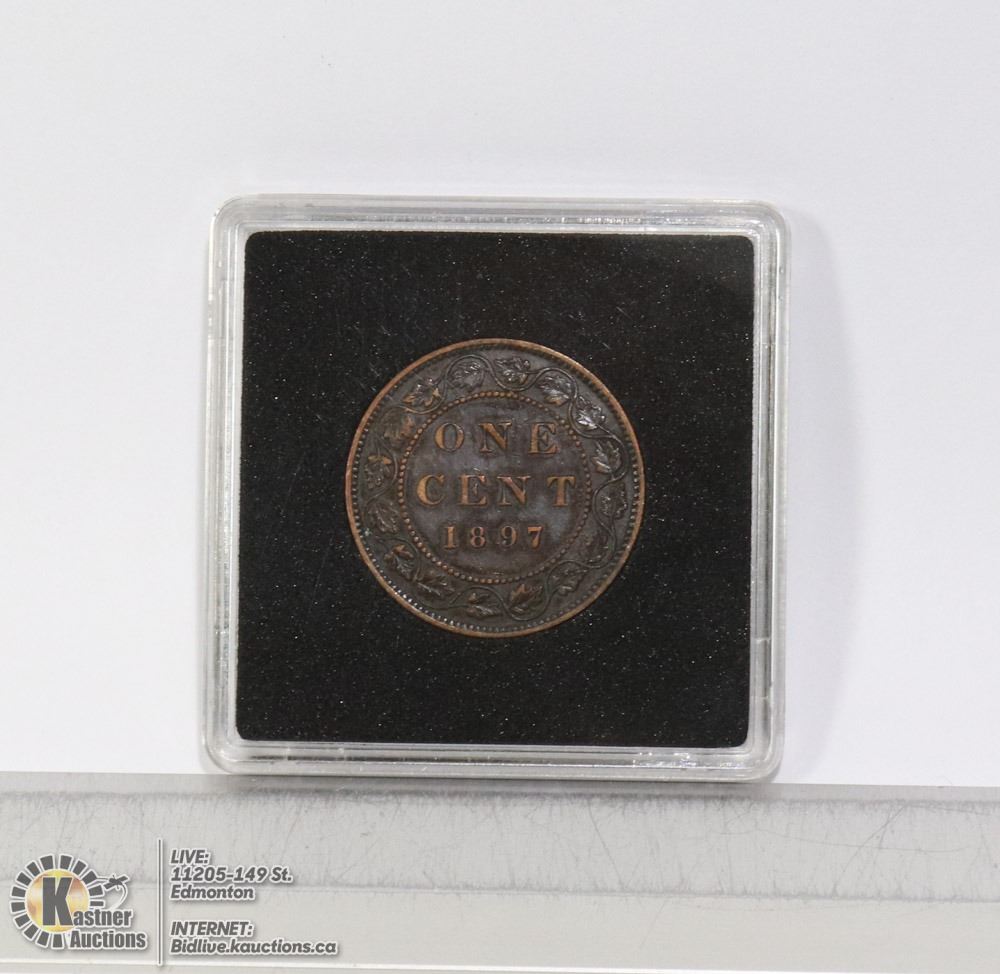 ONE
CENT
1897
Kastner
Auctions
LIVE:
11205-149 St.
Edmonton
INTERNET:
Bidlive.kauctions.ca